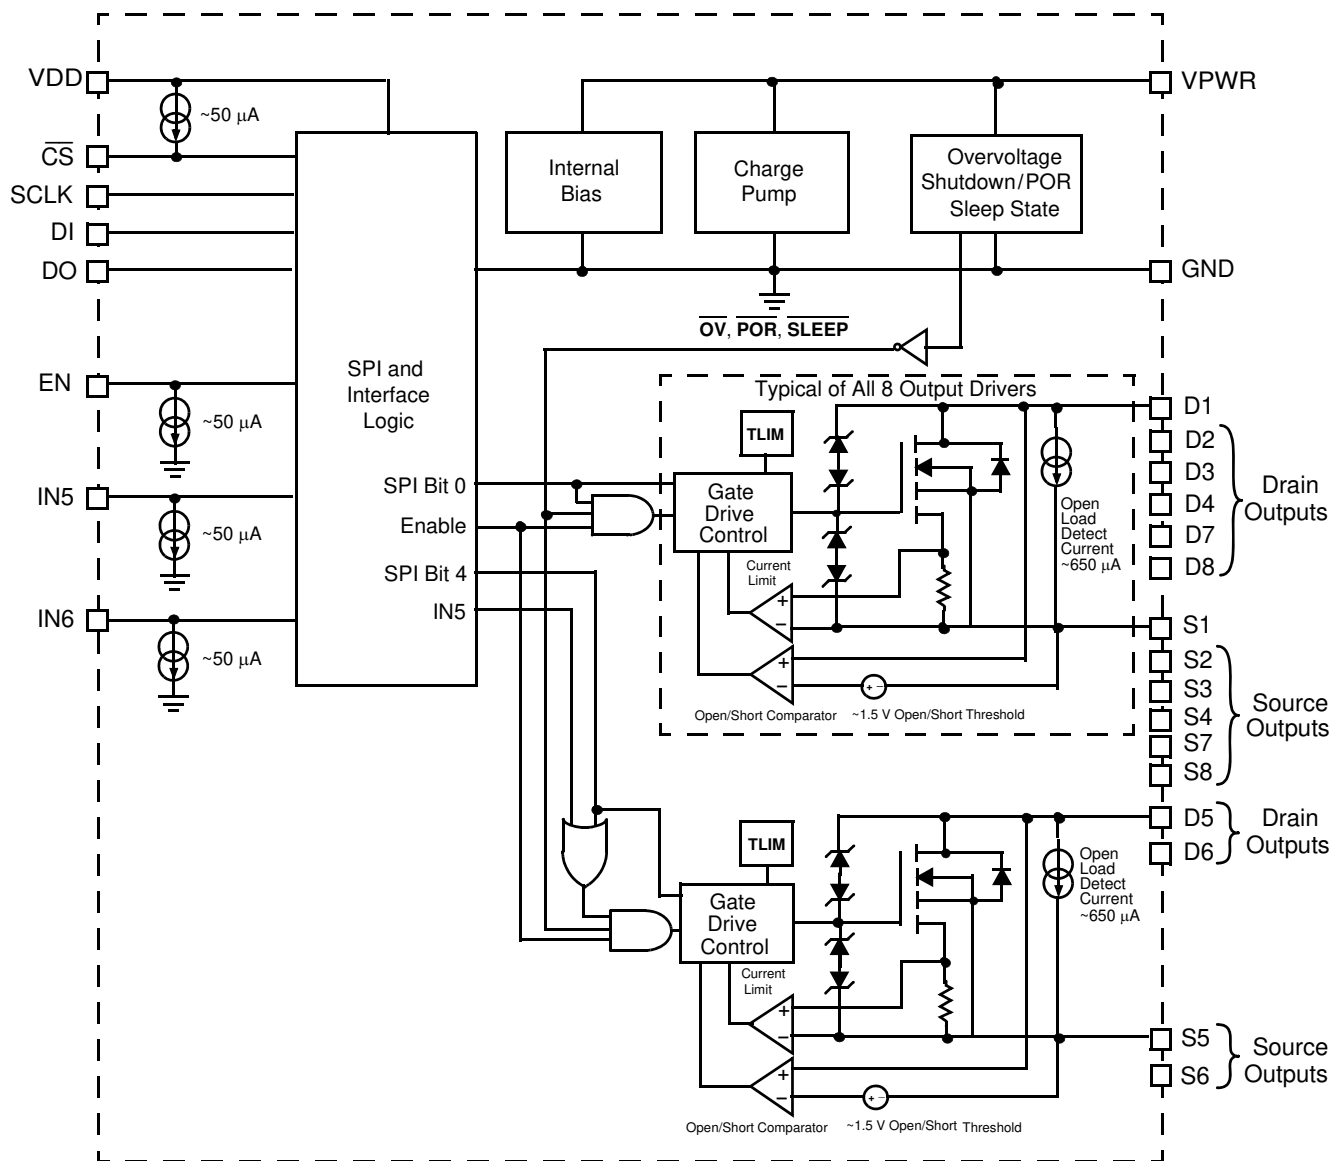 VDD
~50 μA
CS
SCLK
DI
DO
EN
~50 μA
IN5
~50 μA
IN6
~50 μA
SPI and
Interface
Logic
SPI Bit 0
Enable
SPI Bit 4
IN5
Internal
Bias
Charge
Pump
Overvoltage
Shutdown/POR
Sleep State
VPWR
GND
OV, POR, SLEEP
Typical of All 8 Output Drivers
TLIM
Gate
Drive
Control
Current
Limit
+
−
+
−
+ −
Open/Short Comparator
~1.5 V Open/Short Threshold
Open
Load
Detect
Current
~650 μA
D1
D2
D3
D4
D7
D8
Drain
Outputs
S1
S2
S3
S4
S7
S8
Source
Outputs
TLIM
Gate
Drive
Control
Current
Limit
+
−
+
−
+ −
Open/Short Comparator
~1.5 V Open/Short Threshold
Open
Load
Detect
Current
~650 μA
D5
D6
Drain
Outputs
S5
S6
Source
Outputs